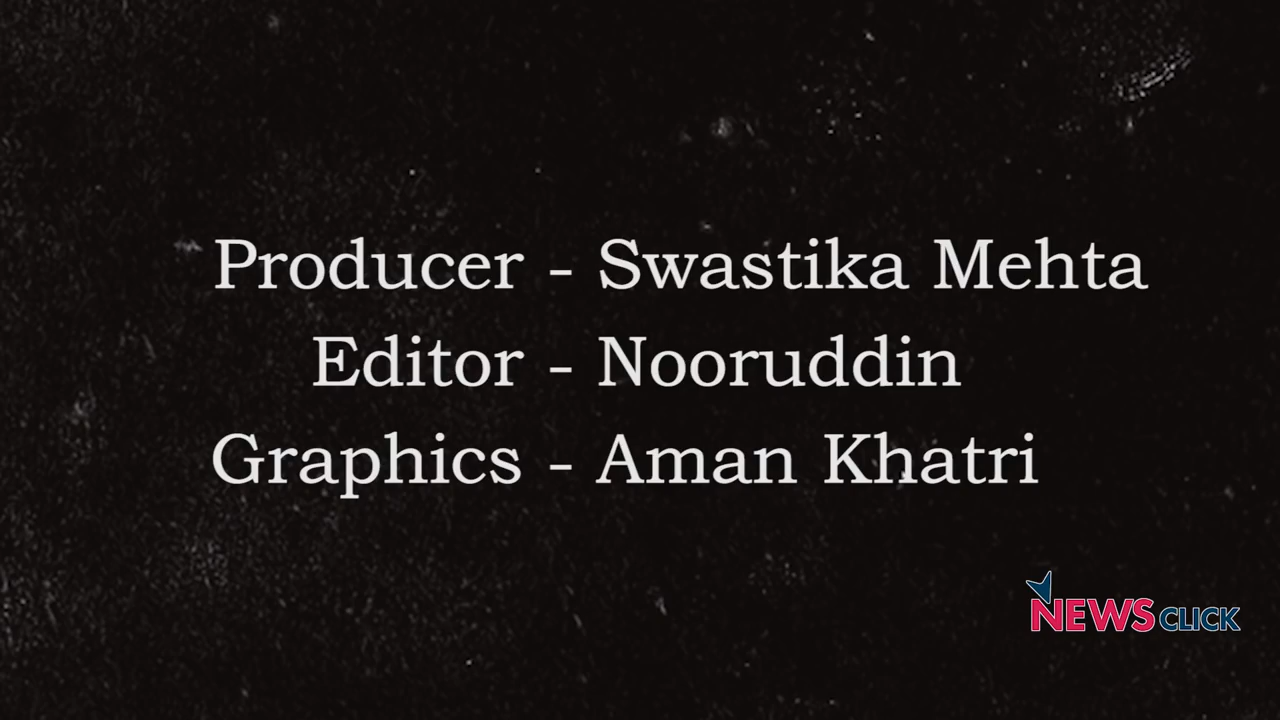 Producer - Swastika Mehta
Editor - Nooruddin
Graphics - Aman Khatri
NEWSCLICK